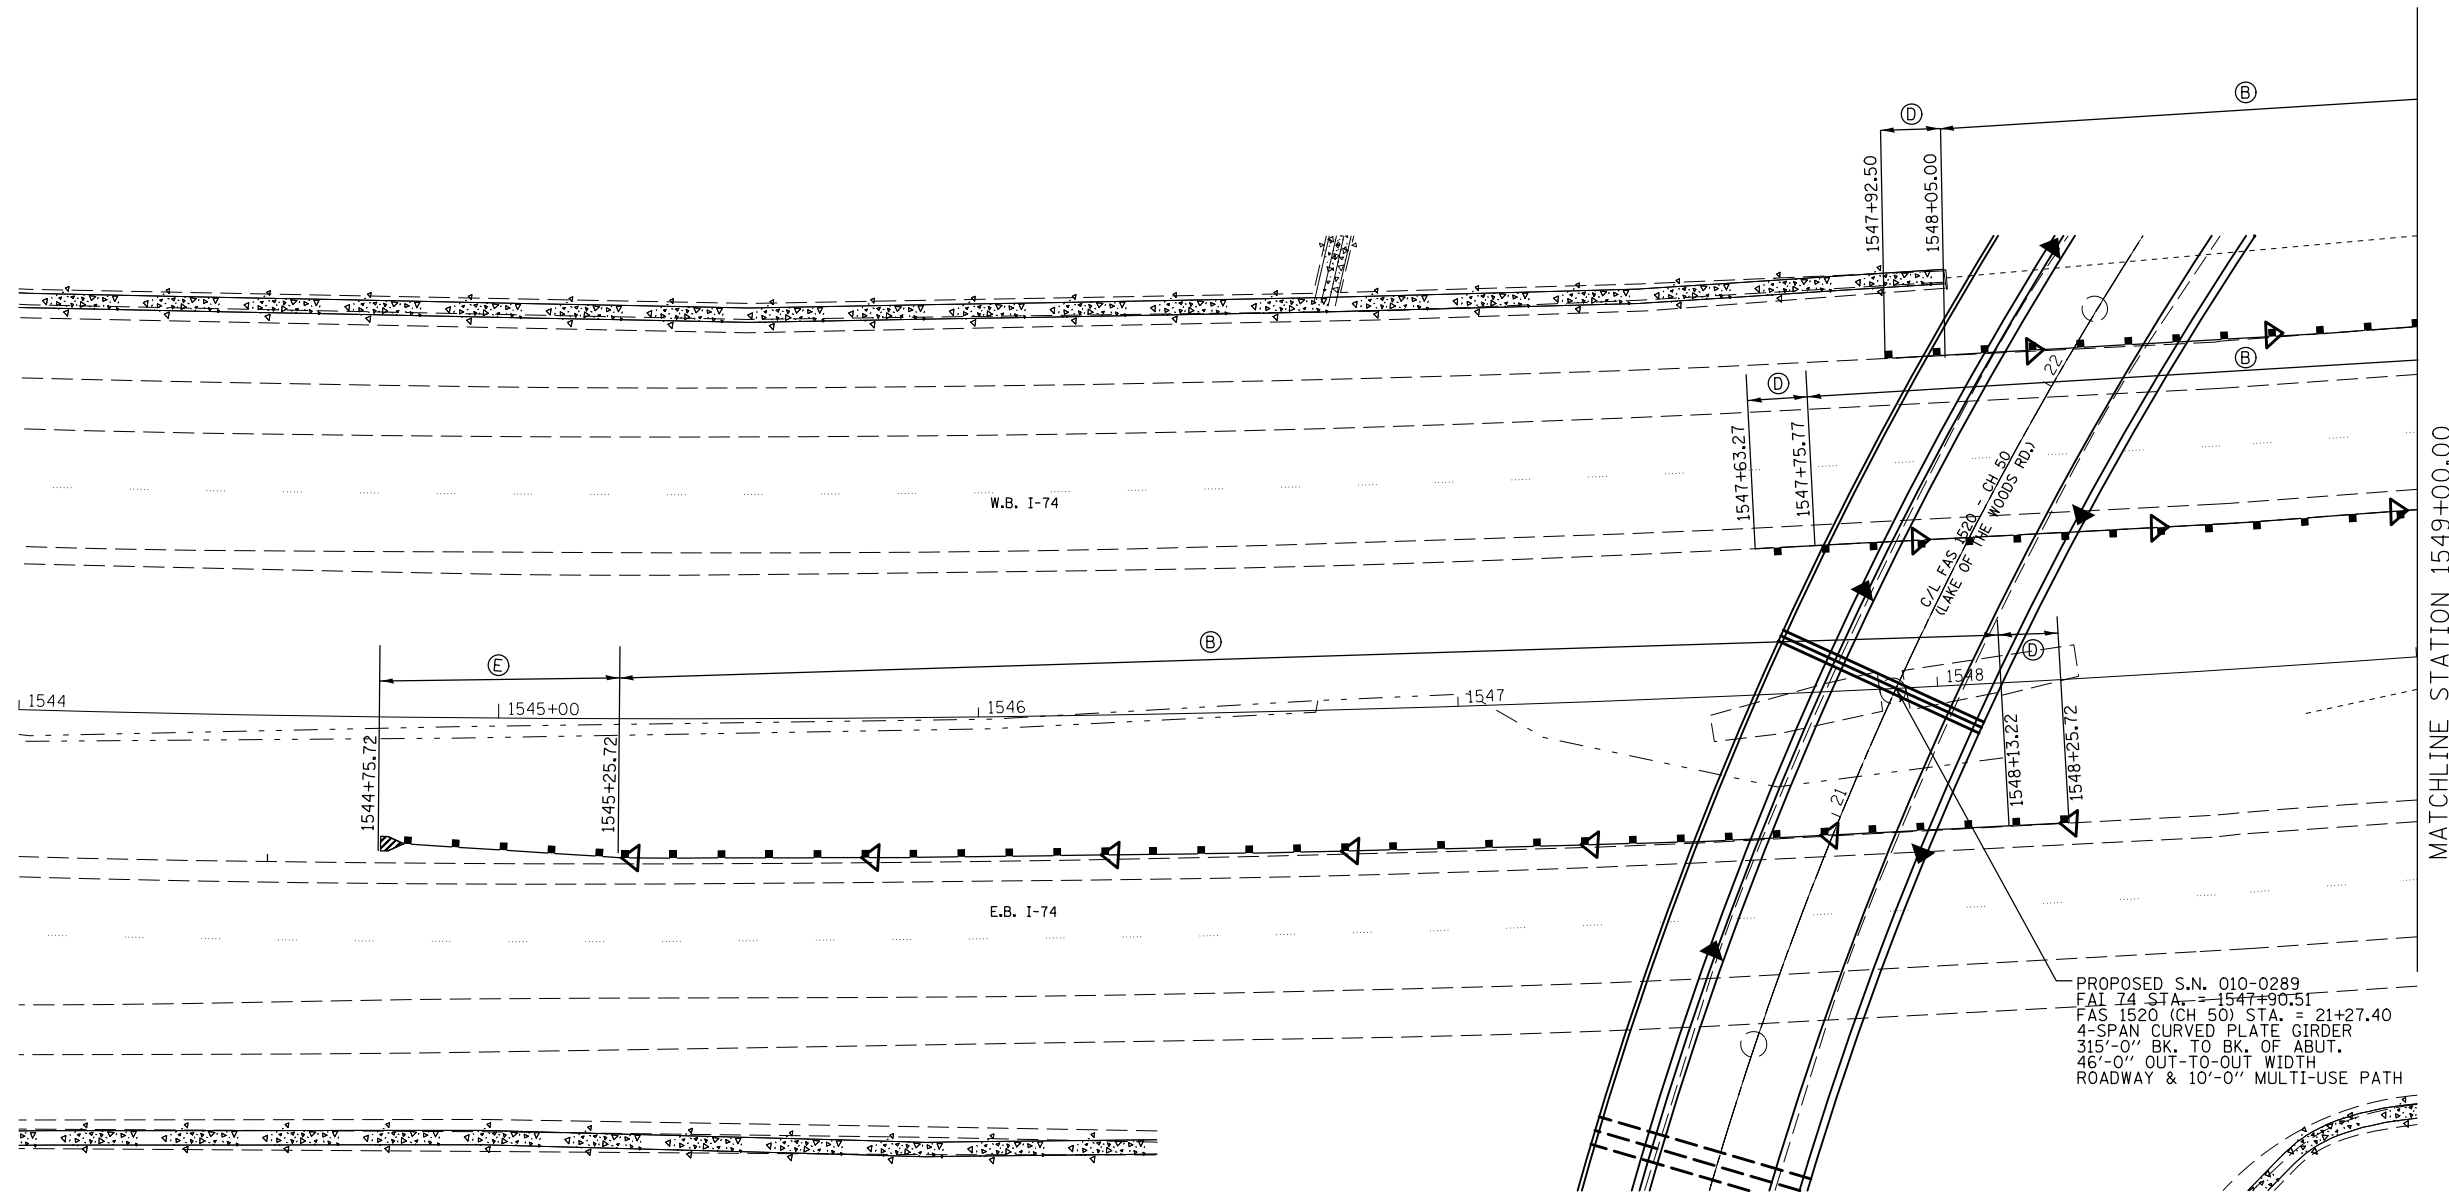 B
D
1547+92.50
1548+05.00
B
D
22
1547+63.27
1547+75.77
C/L FAS 1520 - CH 50
(LAKE OF THE WOODS RD.)
W.B. I-74
MATCHLINE STATION 1549+00.00
E
B
D
1544
1545+00
1546
1547
1548
1544+75.72
1545+25.72
1548+13.22
1548+25.72
21
E.B. I-74
PROPOSED S.N. 010-0289
FAI 74 STA. = 1547+90.51
FAS 1520 (CH 50) STA. = 21+27.40
4-SPAN CURVED PLATE GIRDER
315'-0" BK. TO BK. OF ABUT.
46'-0" OUT-TO-OUT WIDTH
ROADWAY & 10'-0" MULTI-USE PATH